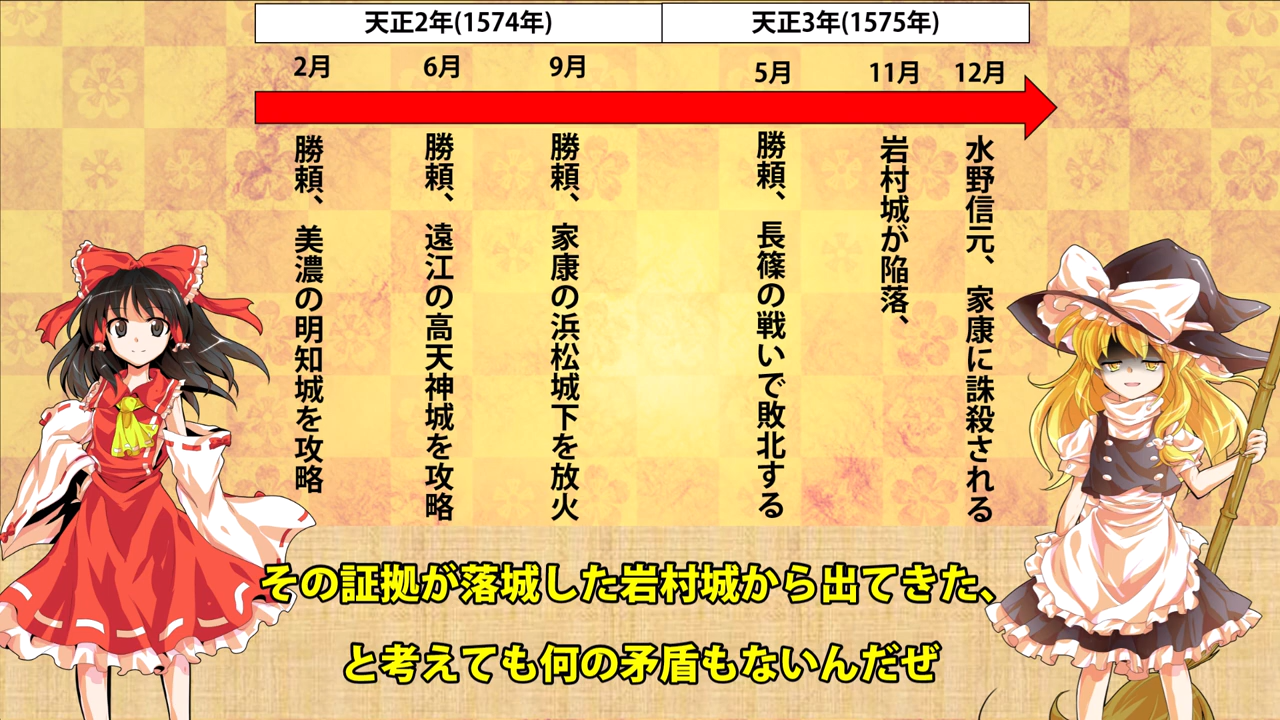 天正2年(1574年)
天正3年(1575年)
2月
6月
9月
5月
11月
12月
勝頼、美濃の明知城を攻略
勝頼、遠江の高天神城を攻略
勝頼、家康の浜松城下を放火
勝頼、長篠の戦いで敗北する
岩村城が陥落、
水野信元、家康に誅殺される
その証拠が落城した岩村城から出てきた、
と考えても何の矛盾もないんだぜ